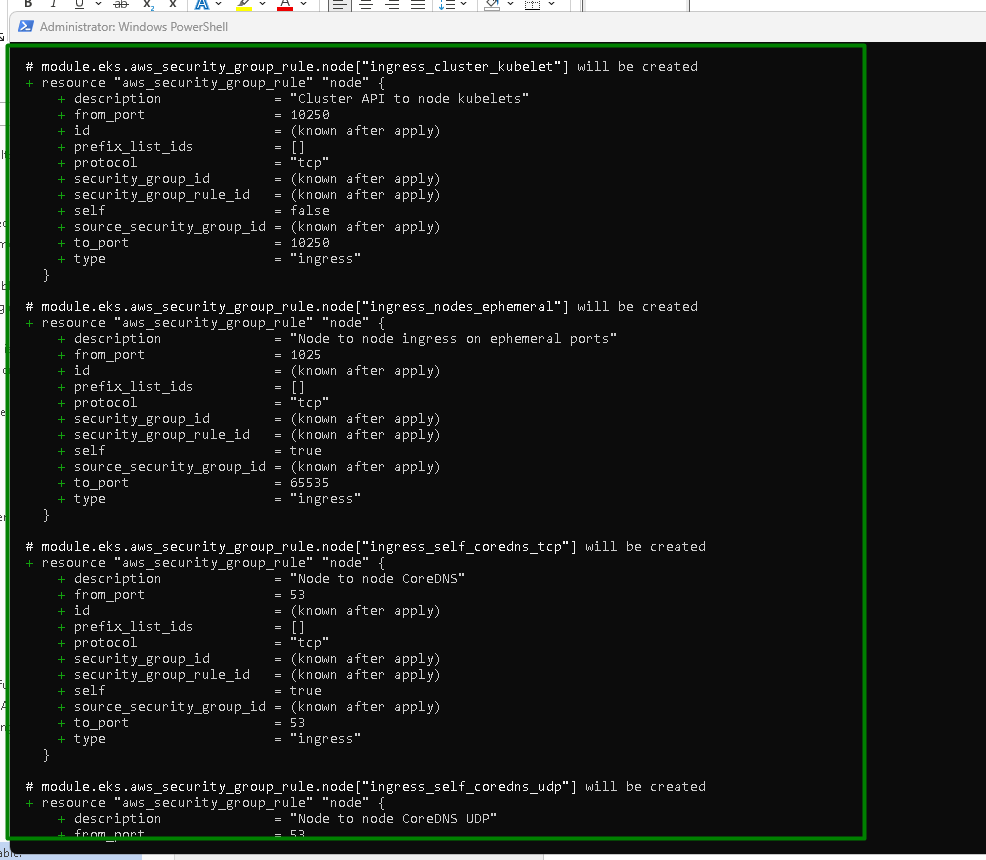 Administrator: Windows PowerShell
# module.eks.aws_security_group_rule.node["ingress_cluster_kubelet"] will be created
+ resource "aws_security_group_rule" "node" {
+ description = "Cluster API to node kubelets"
+ from_port = 10250
+ id = (known after apply)
+ prefix_list_ids = []
+ protocol = "tcp"
+ security_group_id = (known after apply)
+ security_group_rule_id = (known after apply)
+ self = false
+ source_security_group_id = (known after apply)
+ to_port = 10250
+ type = "ingress"
}
# module.eks.aws_security_group_rule.node["ingress_nodes_ephemeral"] will be created
+ resource "aws_security_group_rule" "node" {
+ description = "Node to node ingress on ephemeral ports"
+ from_port = 1025
+ id = (known after apply)
+ prefix_list_ids = []
+ protocol = "tcp"
+ security_group_id = (known after apply)
+ security_group_rule_id = (known after apply)
+ self = true
+ source_security_group_id = (known after apply)
+ to_port = 65535
+ type = "ingress"
}
# module.eks.aws_security_group_rule.node["ingress_self_coredns_tcp"] will be created
+ resource "aws_security_group_rule" "node" {
+ description = "Node to node CoreDNS"
+ from_port = 53
+ id = (known after apply)
+ prefix_list_ids = []
+ protocol = "tcp"
+ security_group_id = (known after apply)
+ security_group_rule_id = (known after apply)
+ self = true
+ source_security_group_id = (known after apply)
+ to_port = 53
+ type = "ingress"
}
# module.eks.aws_security_group_rule.node["ingress_self_coredns_udp"] will be created
+ resource "aws_security_group_rule" "node" {
+ description = "Node to node CoreDNS UDP"
+ from_port = 53